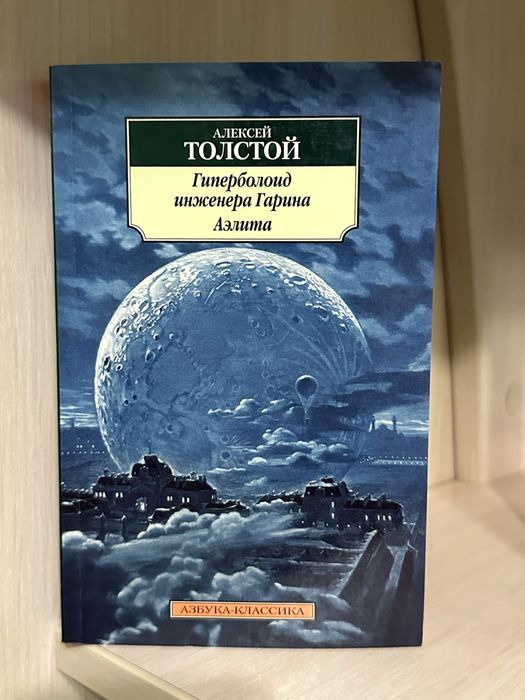 АЛЕКСЕЙ
ТОЛСТОЙ
Гиперболоид
инженера Гарина
Аэлита
АЗБУКА-КЛАССИКА